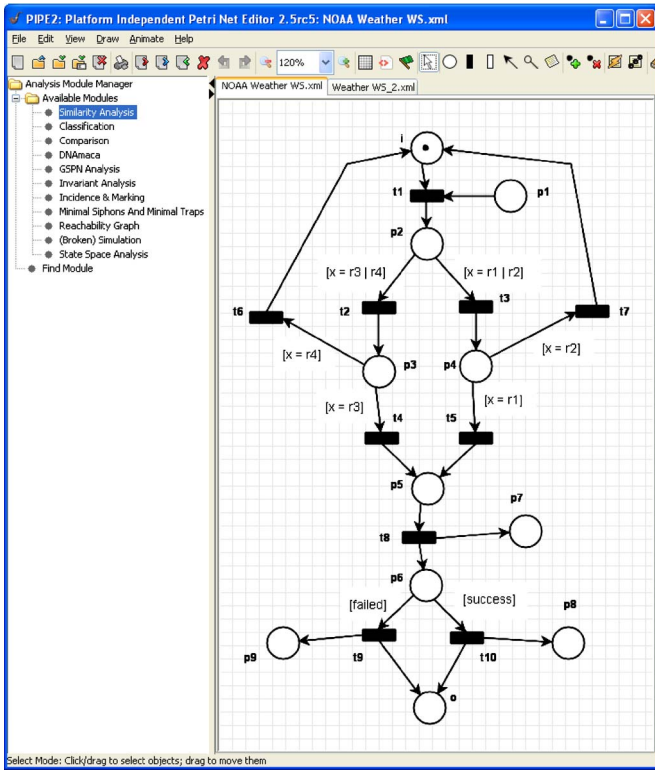 PIPE2: Platform Independent Petri Net Editor 2.5rc5: NOAA Weather WS.xml
File Edit View Draw Animate Help
120%
Analysis Module Manager
Available Modules
Similarity Analysis
Classification
Comparison
DNAmaca
GSPN Analysis
Invariant Analysis
Incidence & Marking
Minimal Siphons And Minimal Traps
Reachability Graph
(Broken) Simulation
State Space Analysis
Find Module
NOAA Weather WS.xml Weather WS_2.xml
i
t1 p1
p2
[x = r3 | r4] [x = r1 | r2]
t6 t2 t3 t7
[x = r4] p3 p4 [x = r2]
[x = r3] [x = r1]
t4 t5
p5
p7
t8
p6
[failed] [success] p8
p9 t9 t10
o
Select Mode: Click/drag to select objects; drag to move them